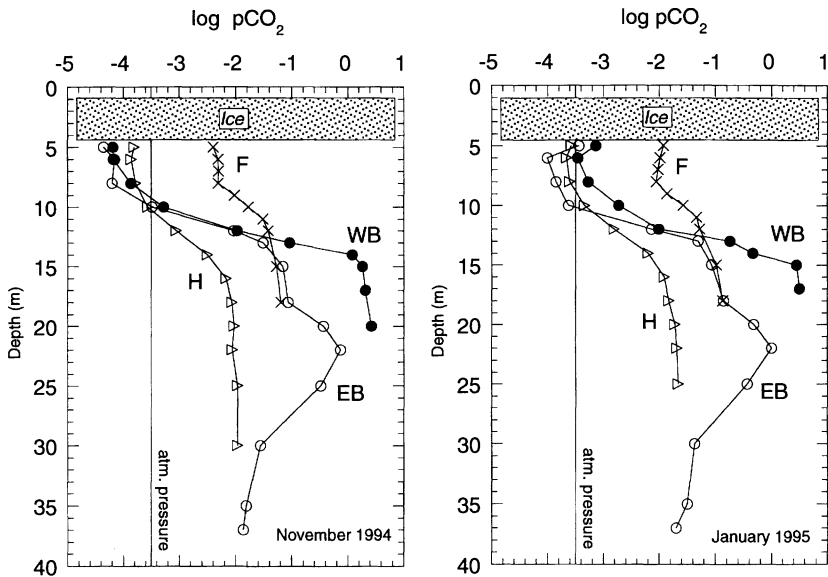 log pCO2
log pCO2
-5 -4 -3 -2 -1 0 1
-5 -4 -3 -2 -1 0 1
0
5
10
15
20
25
30
35
40
Depth (m)
Ice
F
WB
H
EB
atm. pressure
November 1994
0
5
10
15
20
25
30
35
40
Depth (m)
Ice
F
WB
H
EB
atm. pressure
January 1995